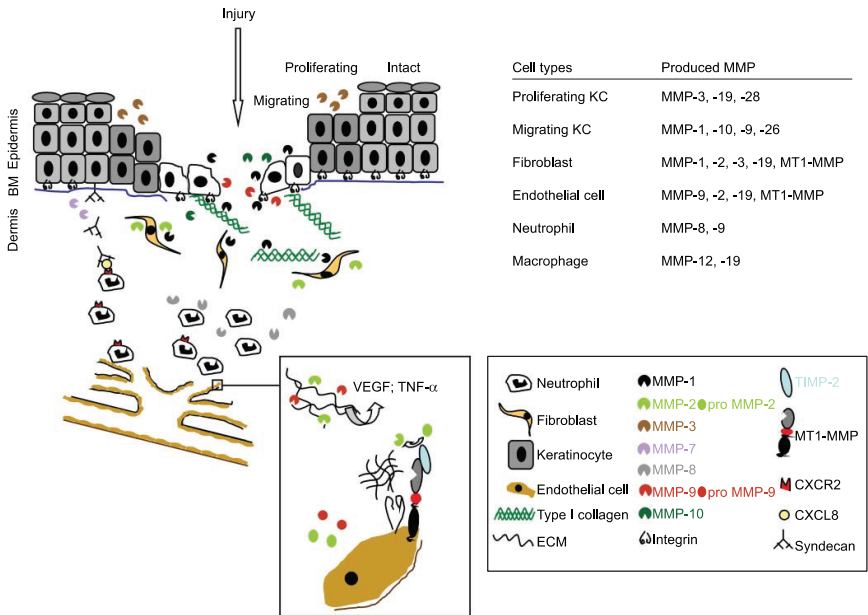 Injury
Proliferating Intact
Migrating
BM Epidermis
Dermis
VEGF; TNF-α
Cell types Produced MMP
Proliferating KC MMP-3, -19, -28
Migrating KC MMP-1, -10, -9, -26
Fibroblast MMP-1, -2, -3, -19, MT1-MMP
Endothelial cell MMP-9, -2, -19, MT1-MMP
Neutrophil MMP-8, -9
Macrophage MMP-12, -19
Neutrophil
Fibroblast
Keratinocyte
Endothelial cell
Type I collagen
ECM
MMP-1
MMP-2 pro MMP-2
MMP-3
MMP-7
MMP-8
MMP-9 pro MMP-9
MMP-10
Integrin
TIMP-2
MT1-MMP
CXCR2
CXCL8
Syndecan